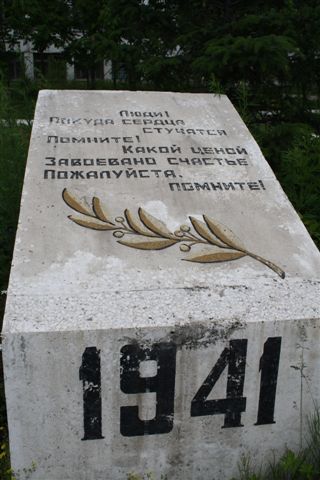 Люди!
Покуда сердца
стучатся
Помните!
Какой ценой
Завоевано счастье
Пожалуйста,
помните!
1941